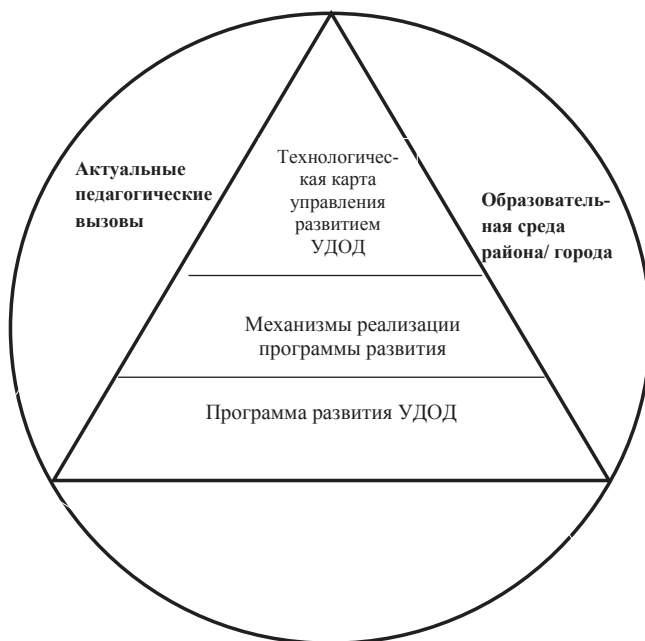 Актуальные
педагогические
вызовы
Технологичес-
кая карта
управления
развитием
УДОД
Образователь-
ная среда
района/ города
Механизмы реализации
программы развития
Программа развития УДОД